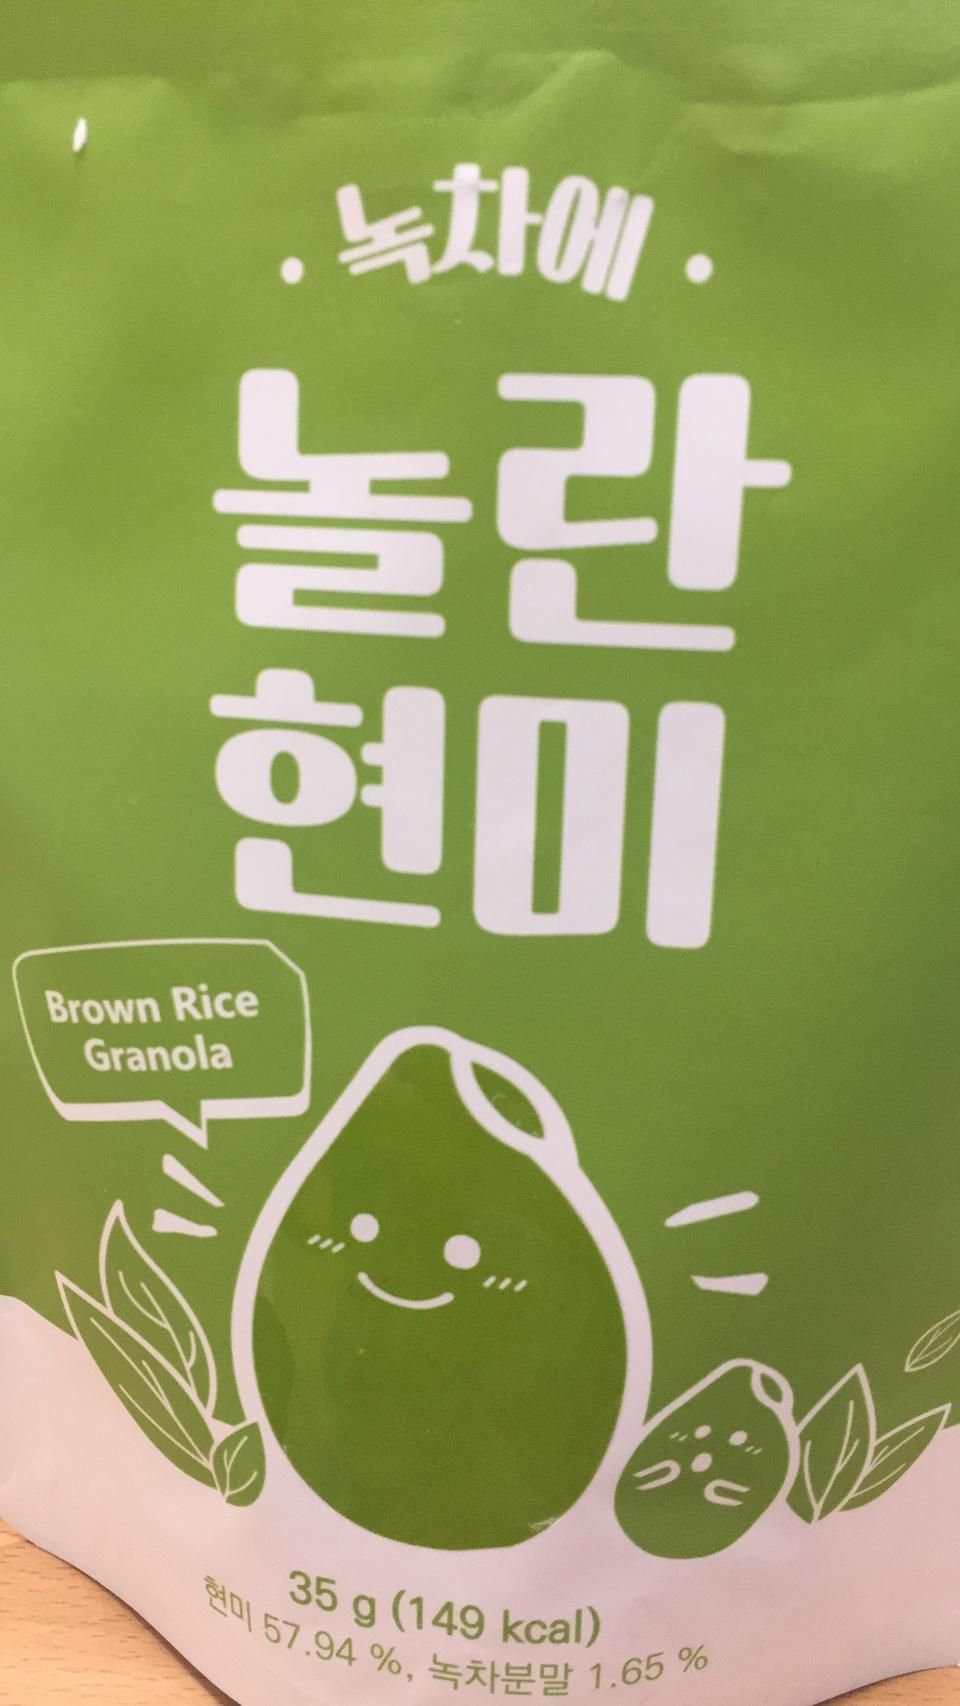 · 녹차에 ·
놀란
현미
Brown Rice
Granola
35 g (149 kcal)
현미 57.94 %, 녹차분말 1.65 %